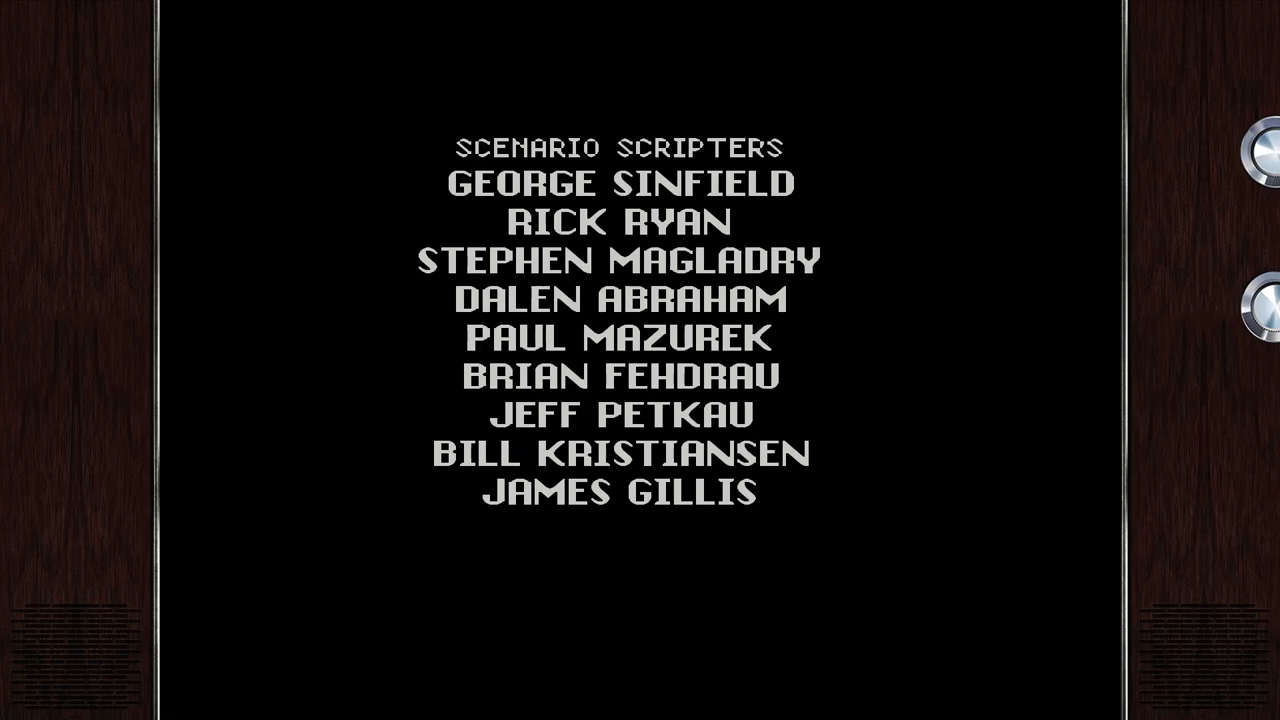 SCENARIO SCRIPTERS
GEORGE SINFIELD
RICK RYAN
STEPHEN MAGLADRY
DALEN ABRAHAM
PAUL MAZUREK
BRIAN FEHDRAU
JEFF PETKAU
BILL KRISTIANSEN
JAMES GILLIS